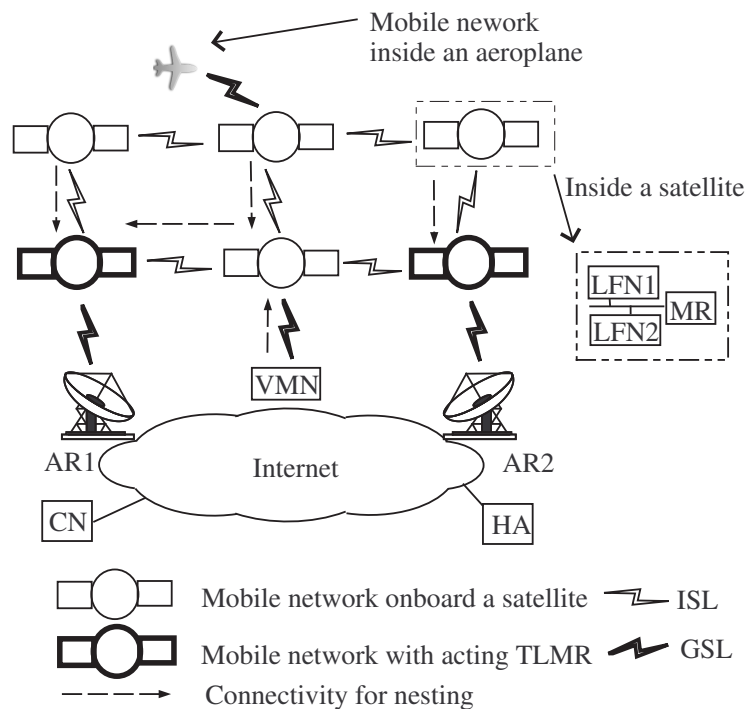 Mobile nework
inside an aeroplane
Inside a satellite
LFN1
MR
LFN2
VMN
AR1
Internet
AR2
CN
HA
Mobile network onboard a satellite
ISL
Mobile network with acting TLMR
GSL
Connectivity for nesting